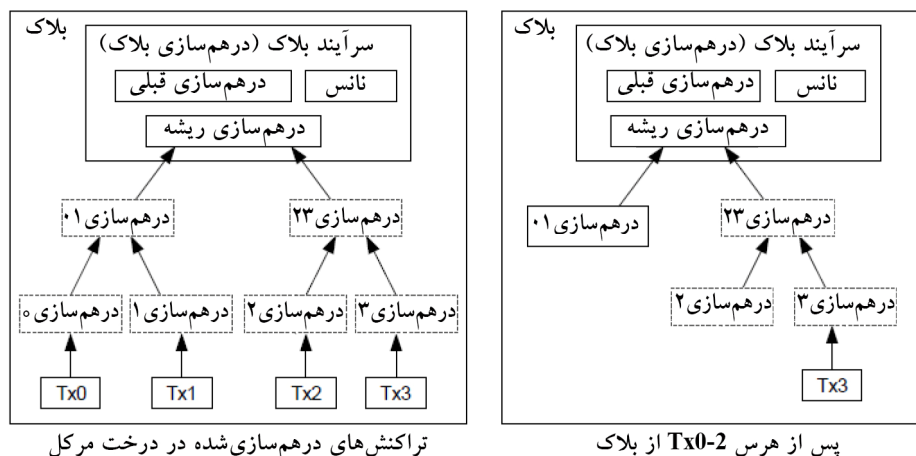 بلاک
سرآیند بلاک (درهم‌سازی بلاک)
درهم‌سازی قبلی
نانس
درهم‌سازی ریشه
درهم‌سازی۰۱
درهم‌سازی۲۳
درهم‌سازی۰
درهم‌سازی۱
درهم‌سازی۲
درهم‌سازی۳
Tx0
Tx1
Tx2
Tx3
تراکنش‌های درهم‌سازی‌شده در درخت مرکل
بلاک
سرآیند بلاک (درهم‌سازی بلاک)
درهم‌سازی قبلی
نانس
درهم‌سازی ریشه
درهم‌سازی۰۱
درهم‌سازی۲۳
درهم‌سازی۲
درهم‌سازی۳
Tx3
پس از هرس Tx0-2 از بلاک